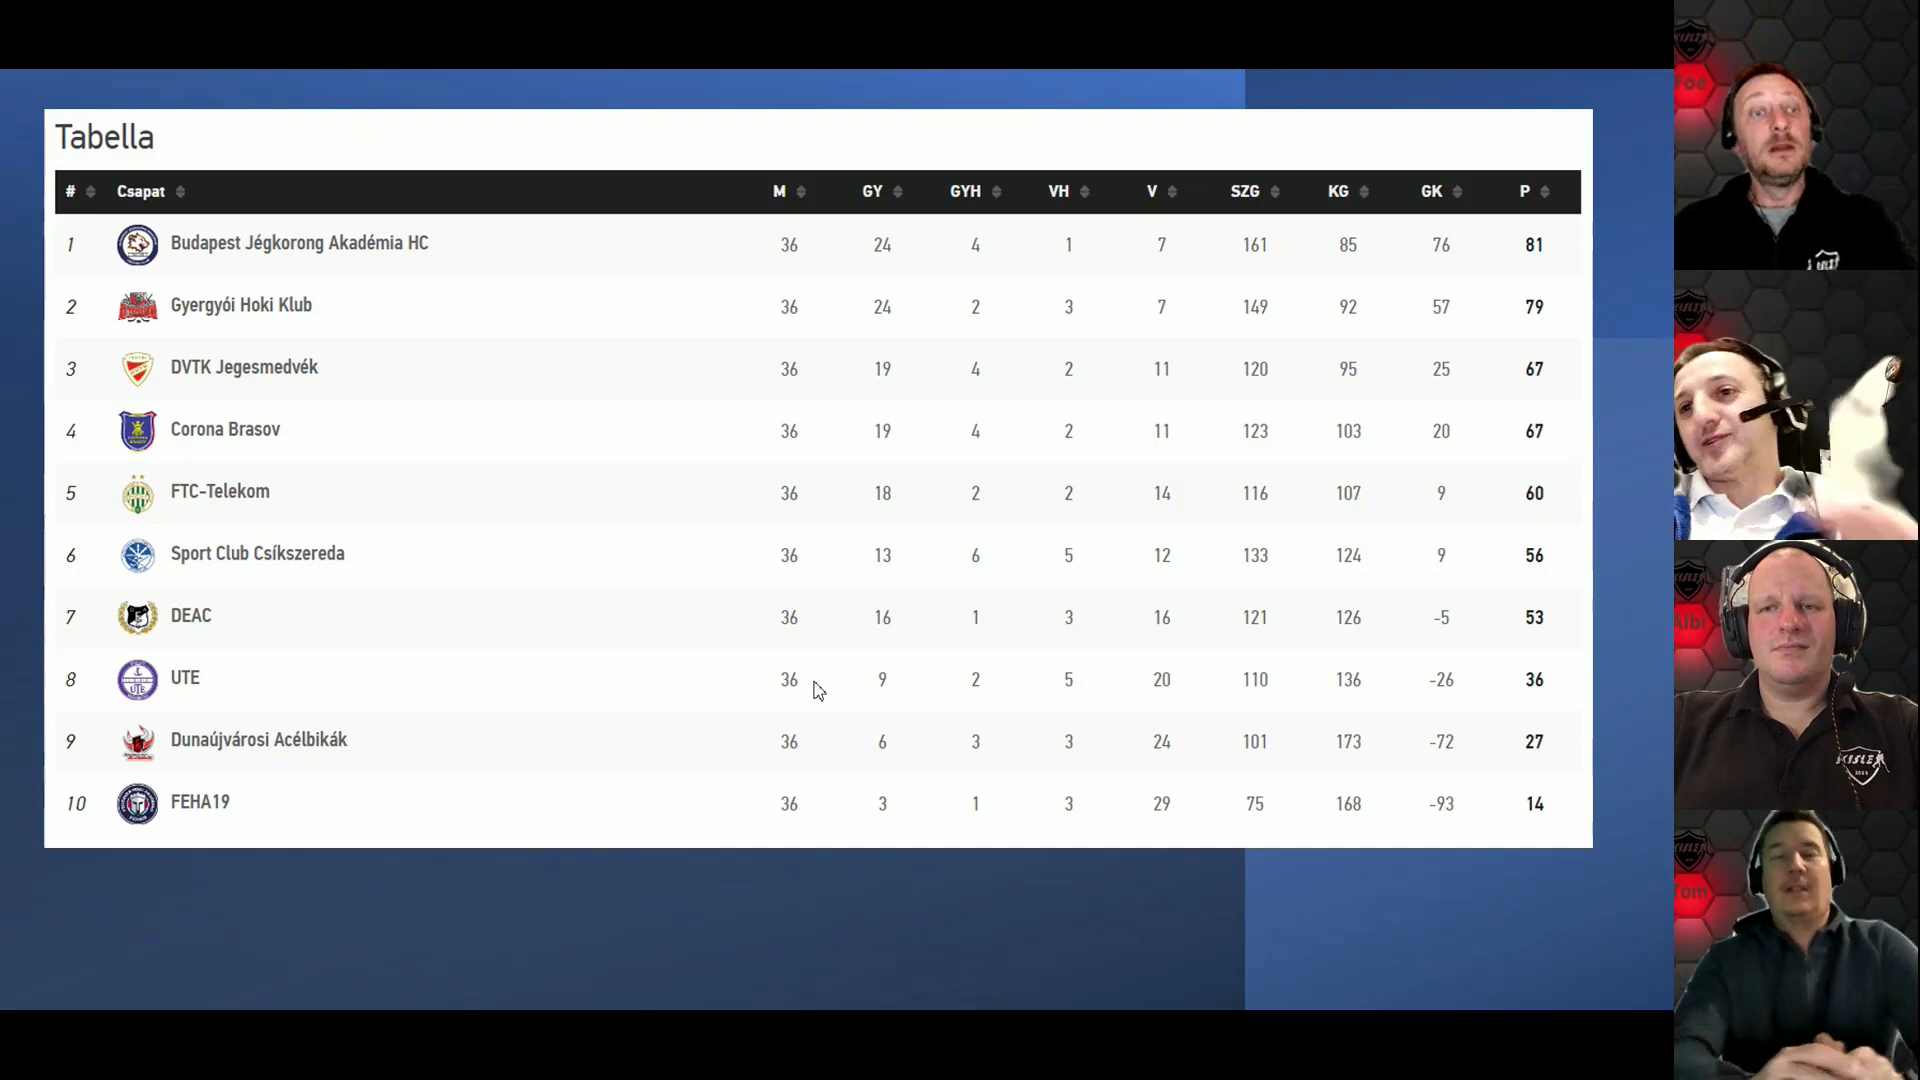 Tabella
# Csapat M GY GYH VH V SZG KG GK P
1 Budapest Jégkorong Akadémia HC 36 24 4 1 7 161 85 76 81
2 Gyergyói Hoki Klub 36 24 2 3 7 149 92 57 79
3 DVTK Jegesmedvék 36 19 4 2 11 120 95 25 67
4 Corona Brasov 36 19 4 2 11 123 103 20 67
5 FTC-Telekom 36 18 2 2 14 116 107 9 60
6 Sport Club Csíkszereda 36 13 6 5 12 133 124 9 56
7 DEAC 36 16 1 3 16 121 126 -5 53
8 UTE 36 9 2 5 20 110 136 -26 36
9 Dunaújvárosi Acélbikák 36 6 3 3 24 101 173 -72 27
10 FEHA19 36 3 1 3 29 75 168 -93 14
UTE
Foe
Albi
Tom